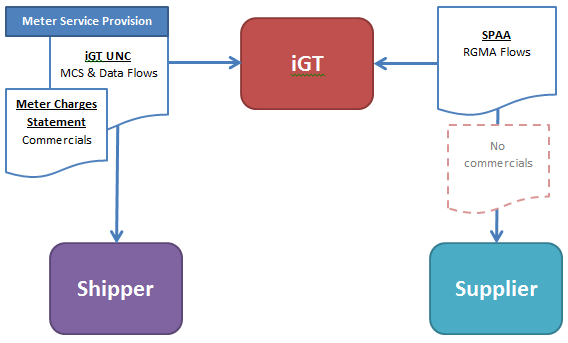 Meter Service Provision
iGT UNC
MCS & Data Flows
Meter Charges
Statement
Commercials
iGT
SPAA
RGMA Flows
No
commercials
Shipper
Supplier